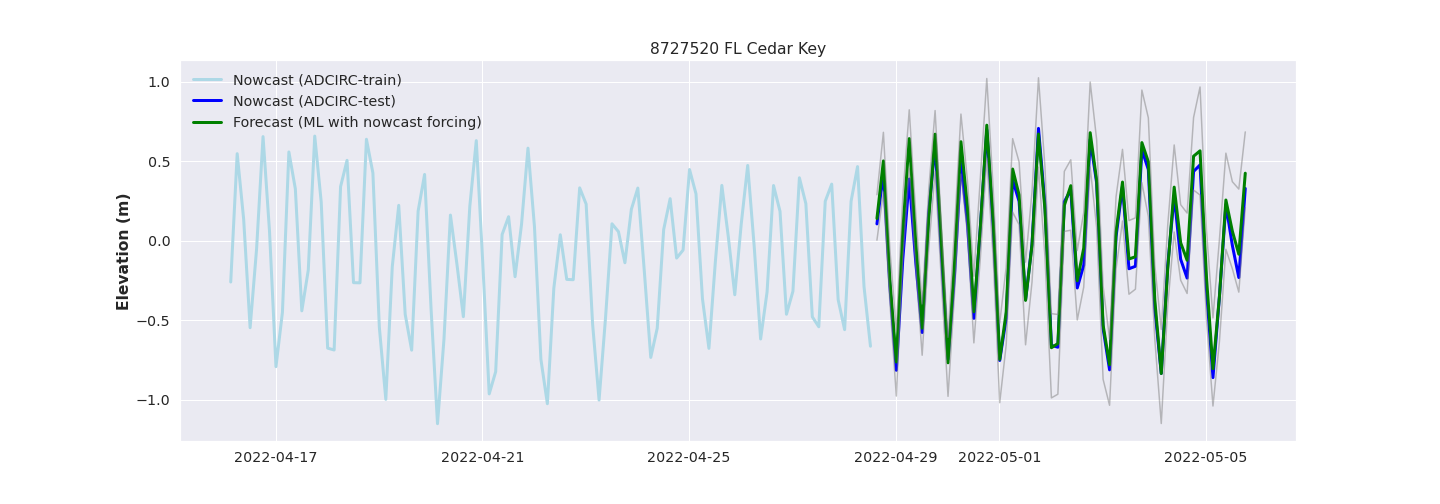 8727520 FL Cedar Key
Nowcast (ADCIRC-train)
Nowcast (ADCIRC-test)
Forecast (ML with nowcast forcing)
Elevation (m)
1.0
0.5
0.0
−0.5
−1.0
2022-04-17
2022-04-21
2022-04-25
2022-04-29
2022-05-01
2022-05-05